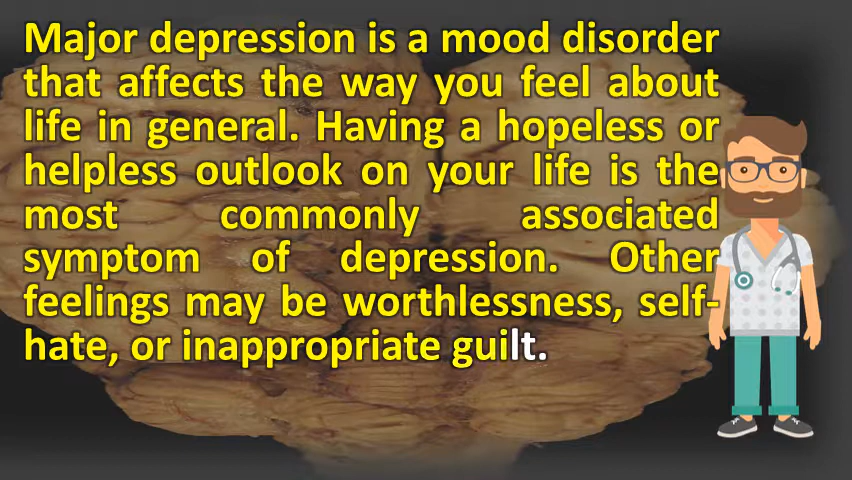 Major depression is a mood disorder
that affects the way you feel about
life in general. Having a hopeless or
helpless outlook on your life is the
most commonly associated
symptom of depression. Other
feelings may be worthlessness, self-
hate, or inappropriate guilt.